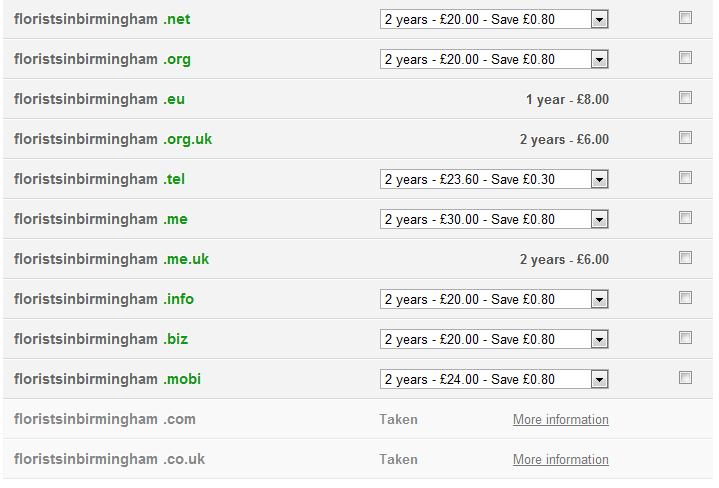 floristsinbirmingham .net 2 years - £20.00 - Save £0.80
floristsinbirmingham .org 2 years - £20.00 - Save £0.80
floristsinbirmingham .eu 1 year - £8.00
floristsinbirmingham .org.uk 2 years - £6.00
floristsinbirmingham .tel 2 years - £23.60 - Save £0.30
floristsinbirmingham .me 2 years - £30.00 - Save £0.80
floristsinbirmingham .me.uk 2 years - £6.00
floristsinbirmingham .info 2 years - £20.00 - Save £0.80
floristsinbirmingham .biz 2 years - £20.00 - Save £0.80
floristsinbirmingham .mobi 2 years - £24.00 - Save £0.80
floristsinbirmingham .com Taken More information
floristsinbirmingham .co.uk Taken More information